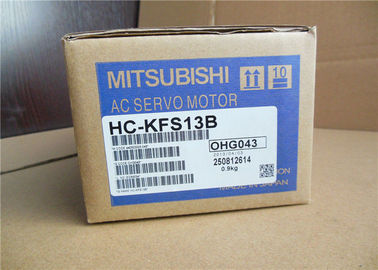 MITSUBISHI
10
AC SERVO MOTOR
HC-KFS13B
OHG043
250812614
0.9kg
MADE IN JAPAN